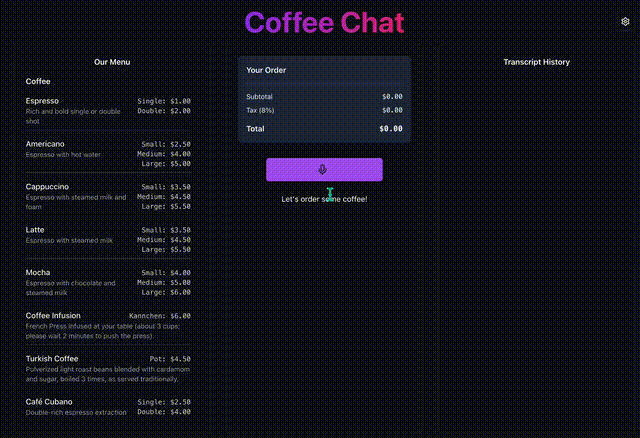 Coffee Chat
Our Menu
Coffee
Espresso
Single: $1.00
Rich and bold single or double
shot
Double: $2.00
Americano
Small: $2.50
Espresso with hot water
Medium: $4.00
Large: $5.00
Cappuccino
Small: $3.50
Espresso with steamed milk and
foam
Medium: $4.50
Large: $5.50
Latte
Small: $3.50
Espresso with steamed milk
Medium: $4.50
Large: $5.50
Mocha
Small: $4.00
Espresso with chocolate and
steamed milk
Medium: $5.00
Large: $6.00
Coffee Infusion
Kannchen: $6.00
French Press infused at your table (about 3 cups;
please wait 2 minutes to push the press)
Turkish Coffee
Pot: $4.50
Pulverized light roast beans blended with cardamom
and sugar, boiled 3 times, as served traditionally.
Café Cubano
Single: $2.50
Double-rich espresso extraction
Double: $4.00
Your Order
Subtotal $0.00
Tax (8%) $0.00
Total $0.00
Let's order some coffee!
Transcript History